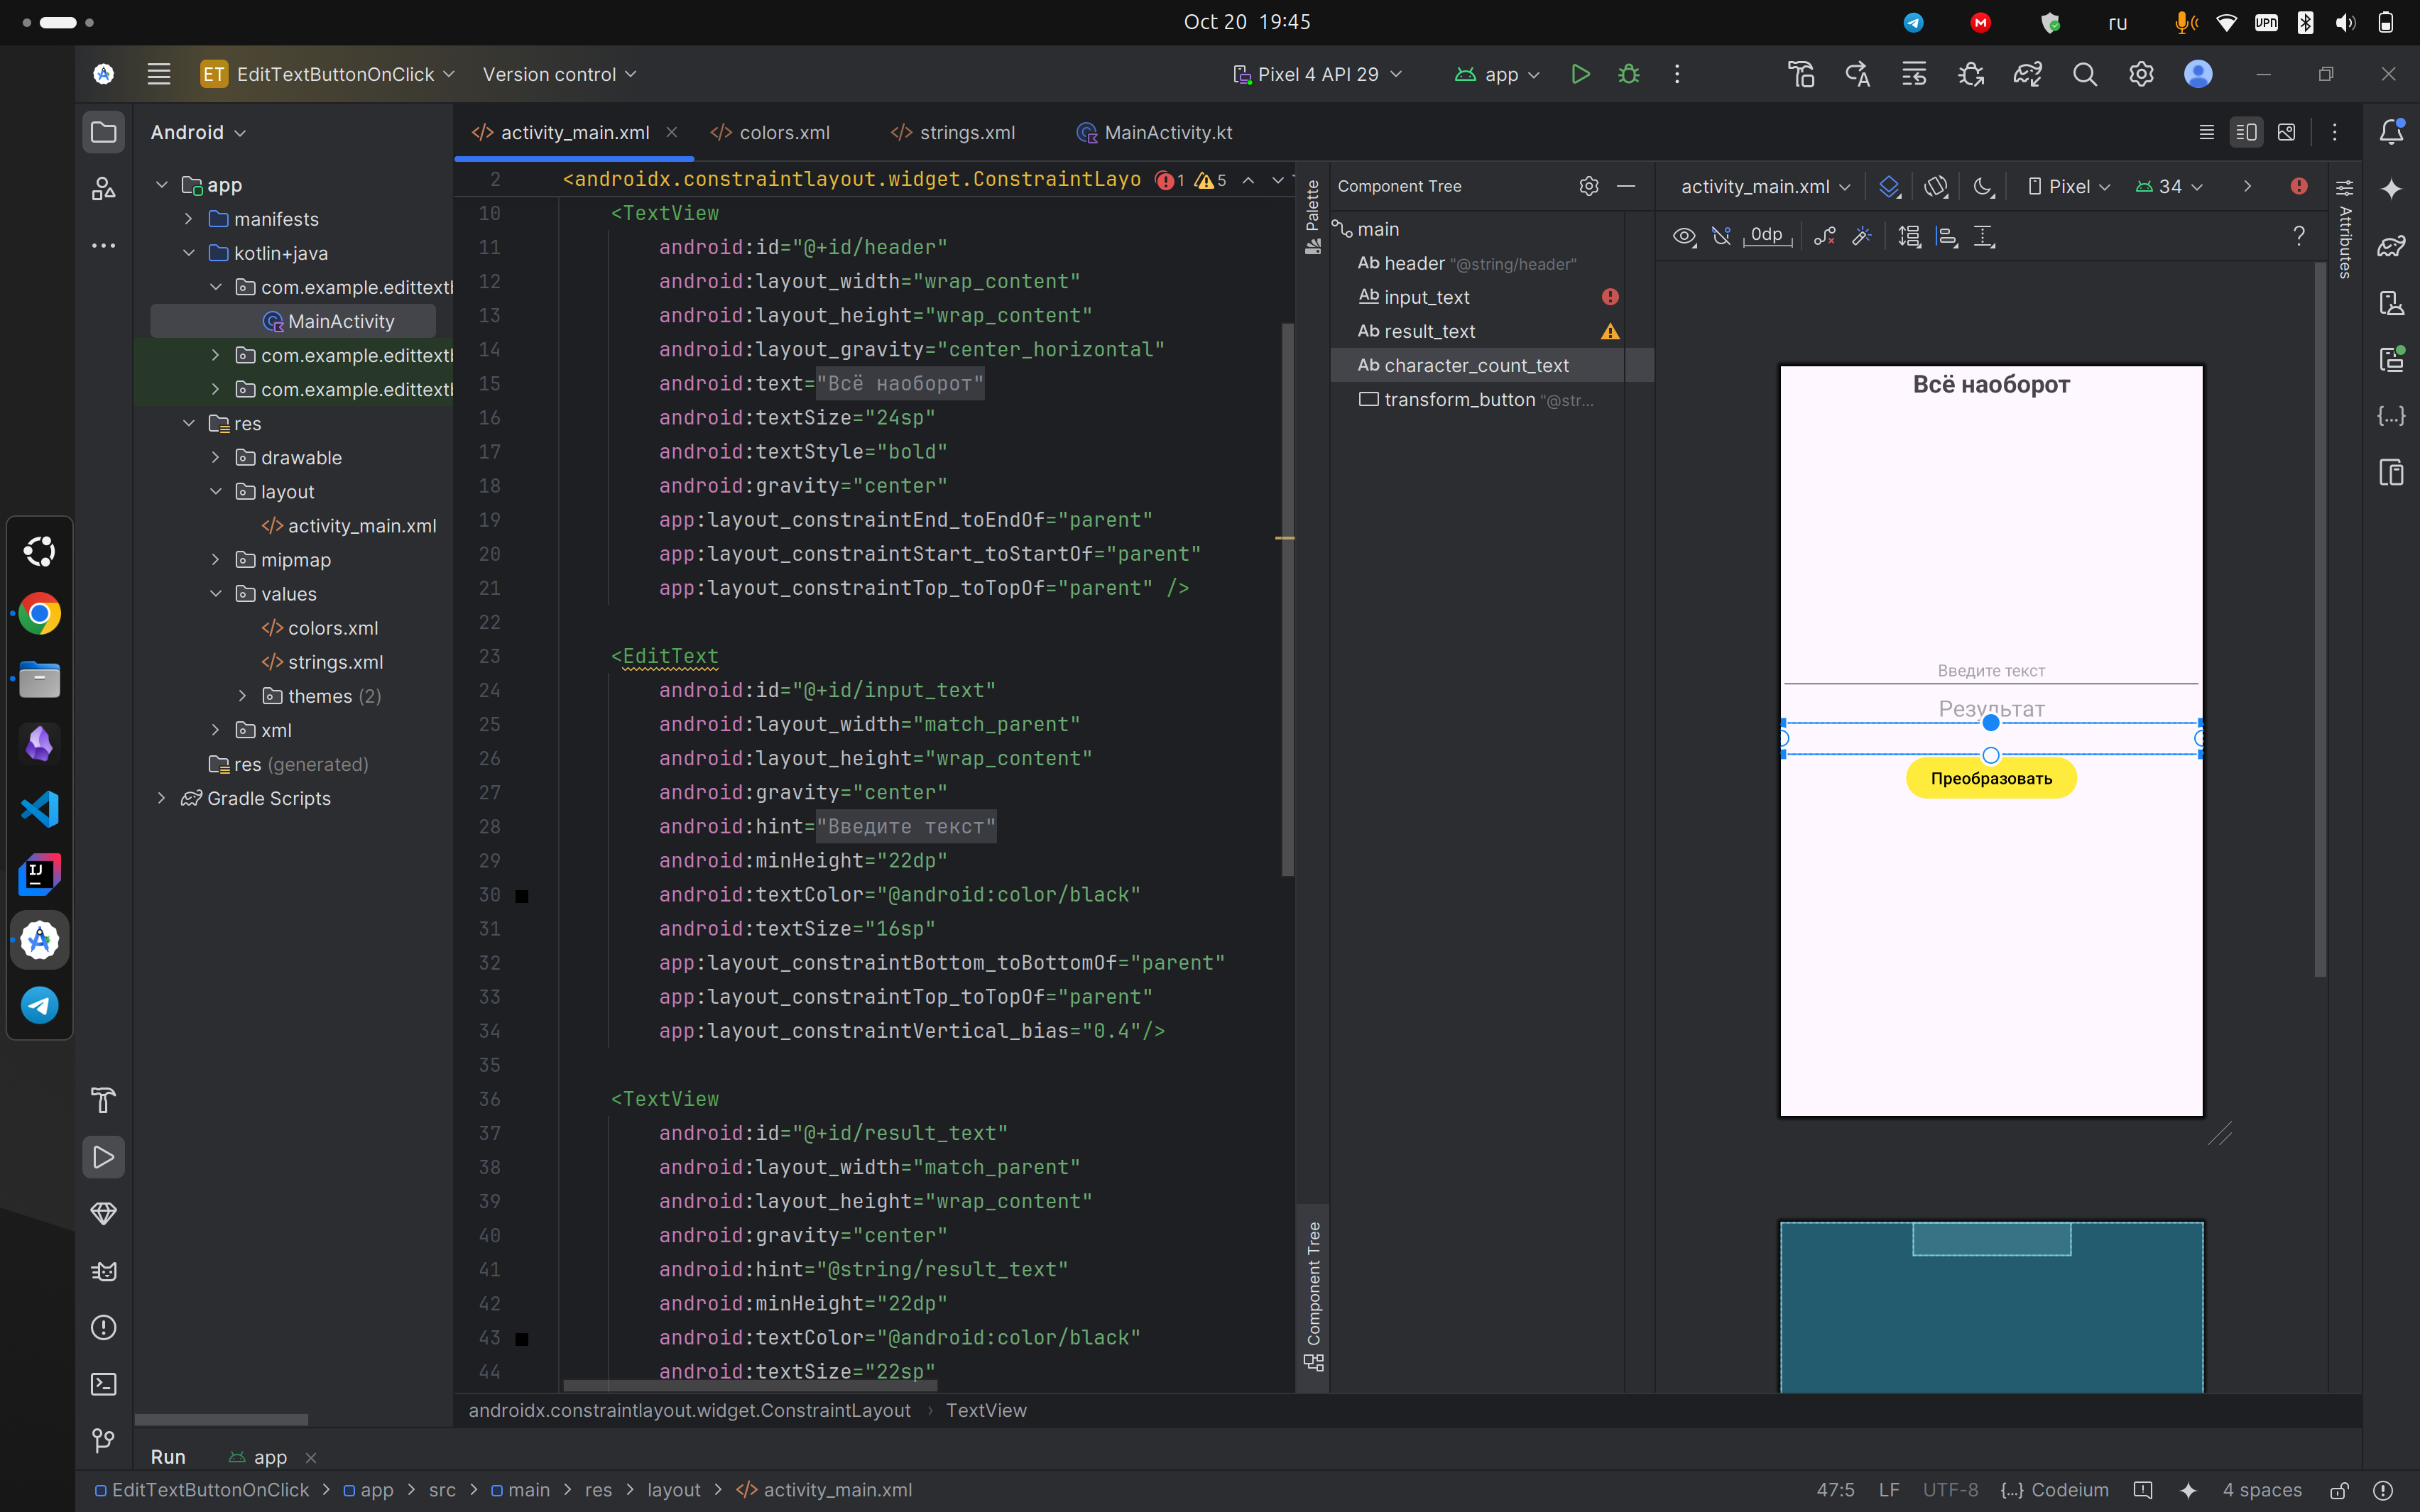 Oct 20 19:45
ru
VPN
ET EditTextButtonOnClick
Version control
Pixel 4 API 29
app
Android
app
manifests
kotlin+java
com.example.edittextb
MainActivity
com.example.edittextb
com.example.edittextb
res
drawable
layout
activity_main.xml
mipmap
values
colors.xml
strings.xml
themes (2)
xml
res (generated)
Gradle Scripts
activity_main.xml
colors.xml
strings.xml
MainActivity.kt
2 <androidx.constraintlayout.widget.ConstraintLayo
1 5
10 <TextView
11 android:id="@+id/header"
12 android:layout_width="wrap_content"
13 android:layout_height="wrap_content"
14 android:layout_gravity="center_horizontal"
15 android:text="Всё наоборот"
16 android:textSize="24sp"
17 android:textStyle="bold"
18 android:gravity="center"
19 app:layout_constraintEnd_toEndOf="parent"
20 app:layout_constraintStart_toStartOf="parent"
21 app:layout_constraintTop_toTopOf="parent" />
22
23 <EditText
24 android:id="@+id/input_text"
25 android:layout_width="match_parent"
26 android:layout_height="wrap_content"
27 android:gravity="center"
28 android:hint="Введите текст"
29 android:minHeight="22dp"
30 android:textColor="@android:color/black"
31 android:textSize="16sp"
32 app:layout_constraintBottom_toBottomOf="parent"
33 app:layout_constraintTop_toTopOf="parent"
34 app:layout_constraintVertical_bias="0.4"/>
35
36 <TextView
37 android:id="@+id/result_text"
38 android:layout_width="match_parent"
39 android:layout_height="wrap_content"
40 android:gravity="center"
41 android:hint="@string/result_text"
42 android:minHeight="22dp"
43 android:textColor="@android:color/black"
44 android:textSize="22sp"
androidx.constraintlayout.widget.ConstraintLayout
TextView
Palette
Component Tree
Component Tree
main
Ab header "@string/header"
Ab input_text
Ab result_text
Ab character_count_text
transform_button "@str...
activity_main.xml
Pixel
34
0dp
?
Attributes
Всё наоборот
Введите текст
Результат
Преобразовать
Run
app
EditTextButtonOnClick
app
src
main
res
layout
activity_main.xml
47:5
LF
UTF-8
{...} Codeium
4 spaces